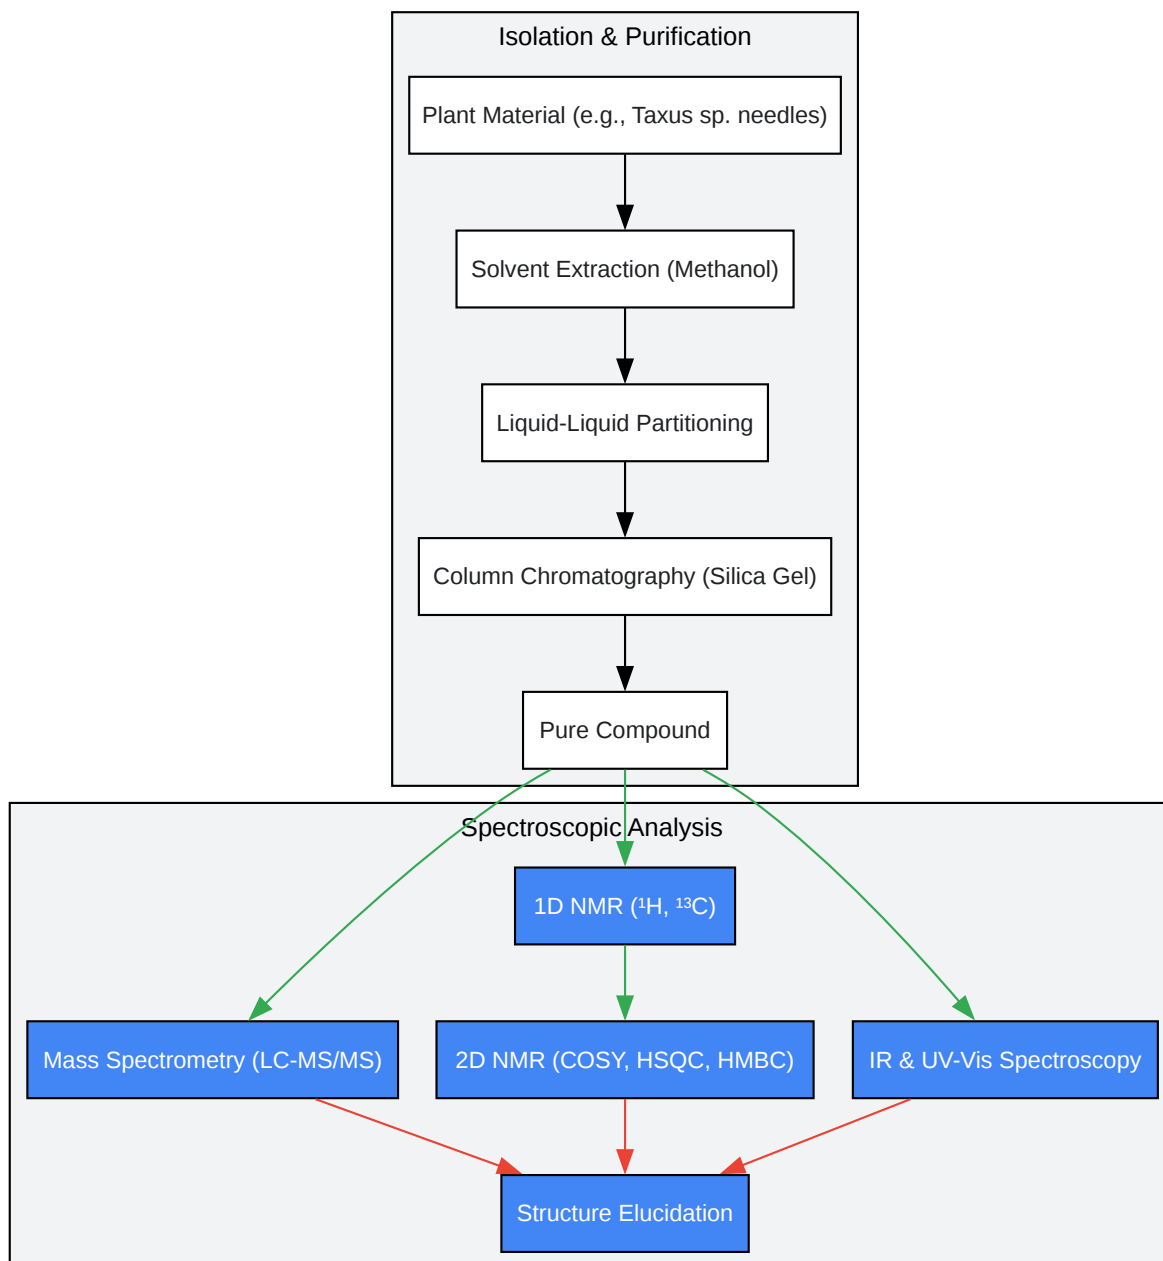 Isolation & Purification
Plant Material (e.g., Taxus sp. needles)
Solvent Extraction (Methanol)
Liquid-Liquid Partitioning
Column Chromatography (Silica Gel)
Pure Compound
Spectroscopic Analysis
1D NMR (¹H, ¹³C)
Mass Spectrometry (LC-MS/MS)
2D NMR (COSY, HSQC, HMBC)
IR & UV-Vis Spectroscopy
Structure Elucidation